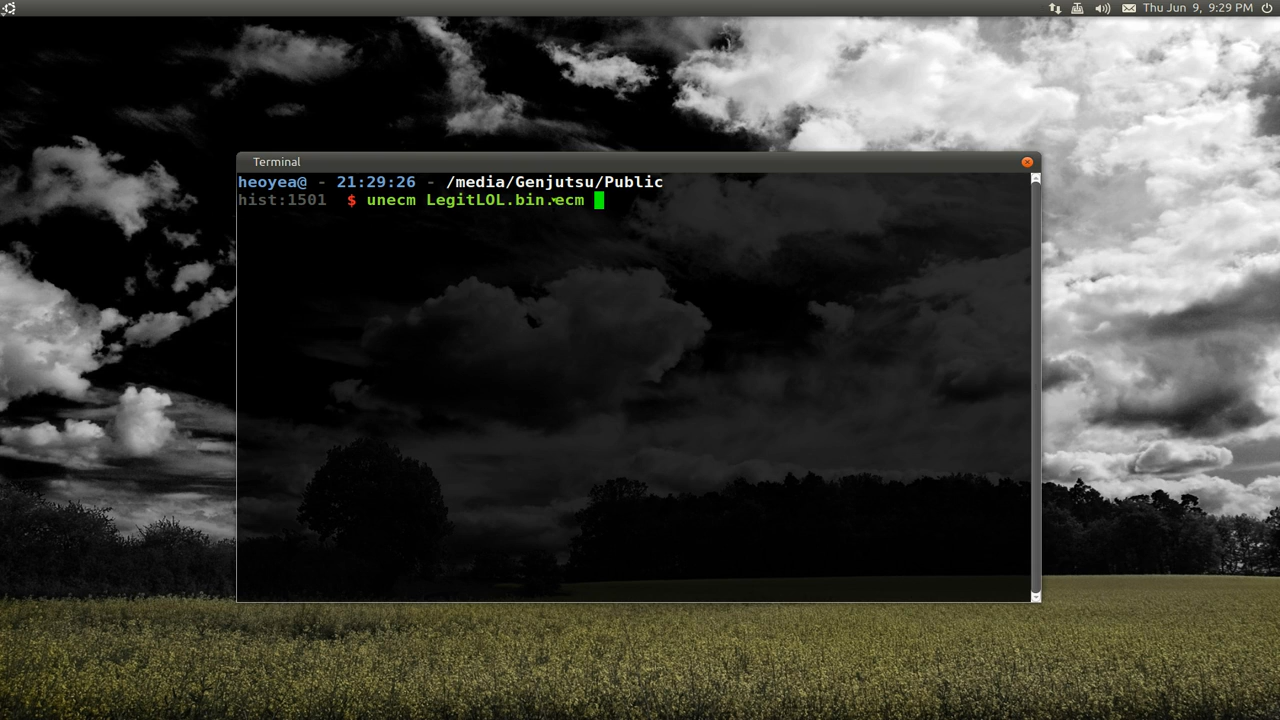 Thu Jun 9, 9:29 PM
Terminal
heoyea@ - 21:29:26 - /media/Genjutsu/Public
hist:1501 $ unecm LegitLOL.bin.ecm